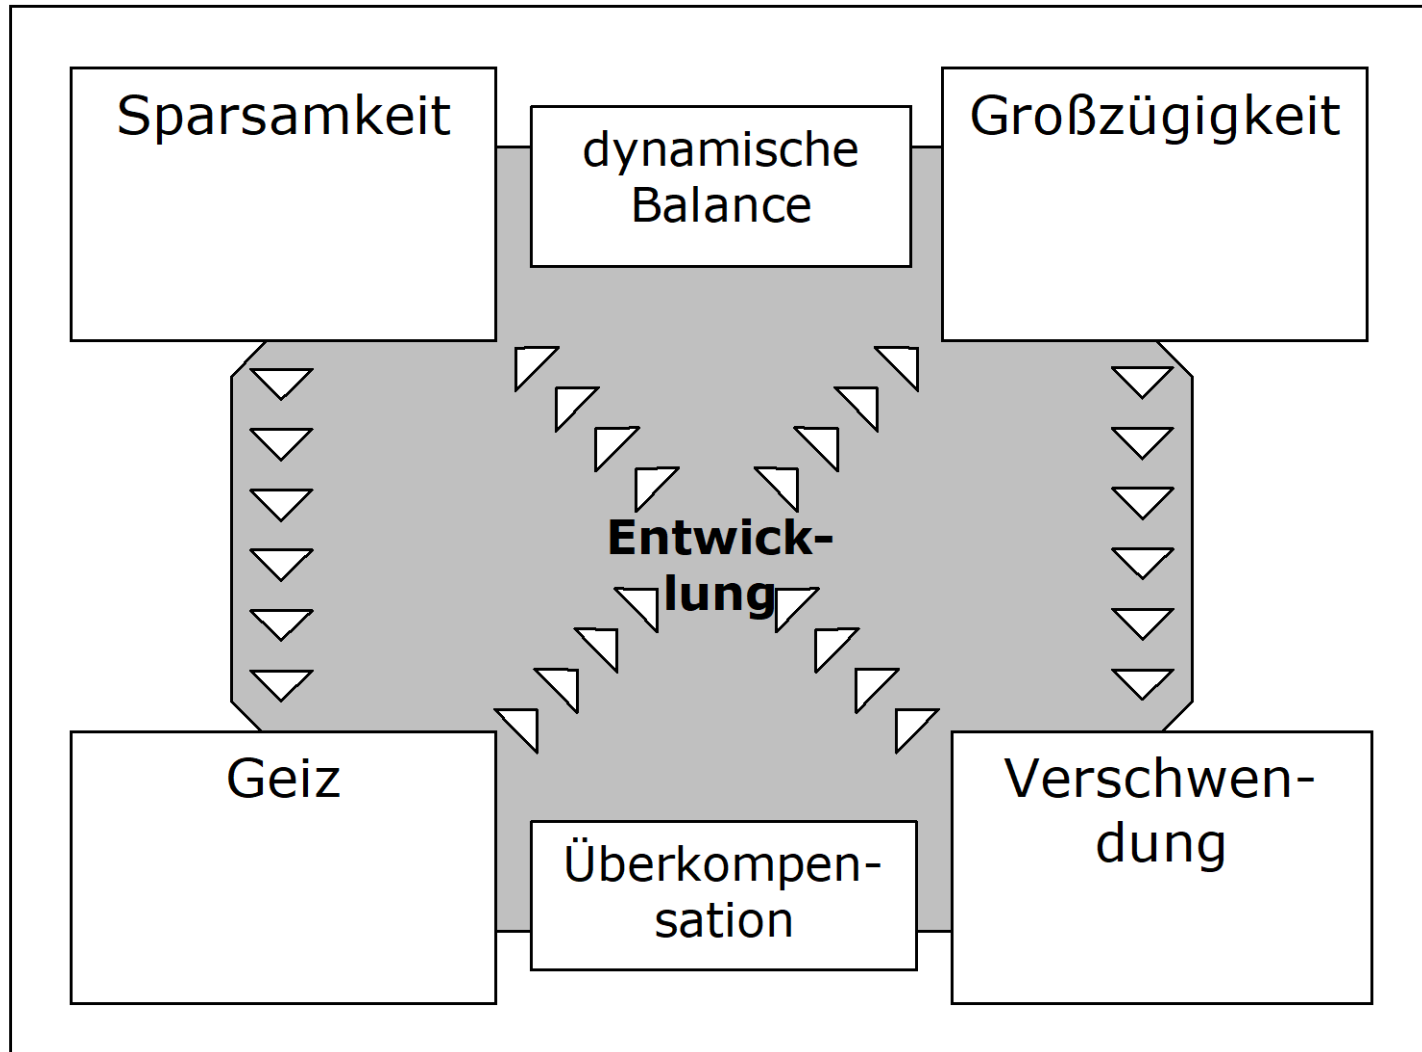 Sparsamkeit
dynamische
Balance
Großzügigkeit
Entwick-
lung
Geiz
Überkompen-
sation
Verschwen-
dung